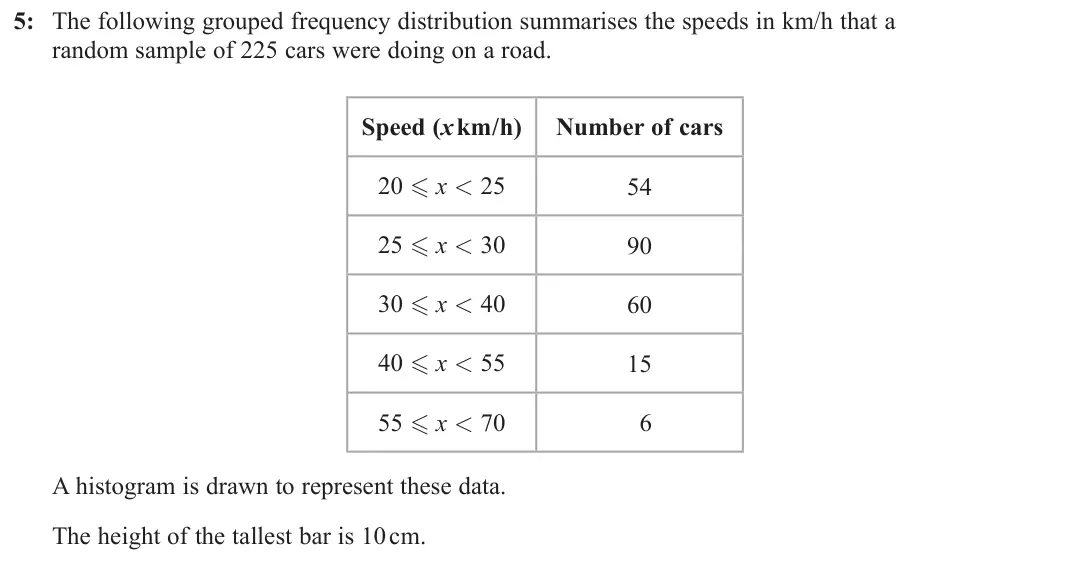 5: The following grouped frequency distribution summarises the speeds in km/h that a
random sample of 225 cars were doing on a road.
Speed (x km/h) Number of cars
20 ⩽ x < 25 54
25 ⩽ x < 30 90
30 ⩽ x < 40 60
40 ⩽ x < 55 15
55 ⩽ x < 70 6
A histogram is drawn to represent these data.
The height of the tallest bar is 10 cm.